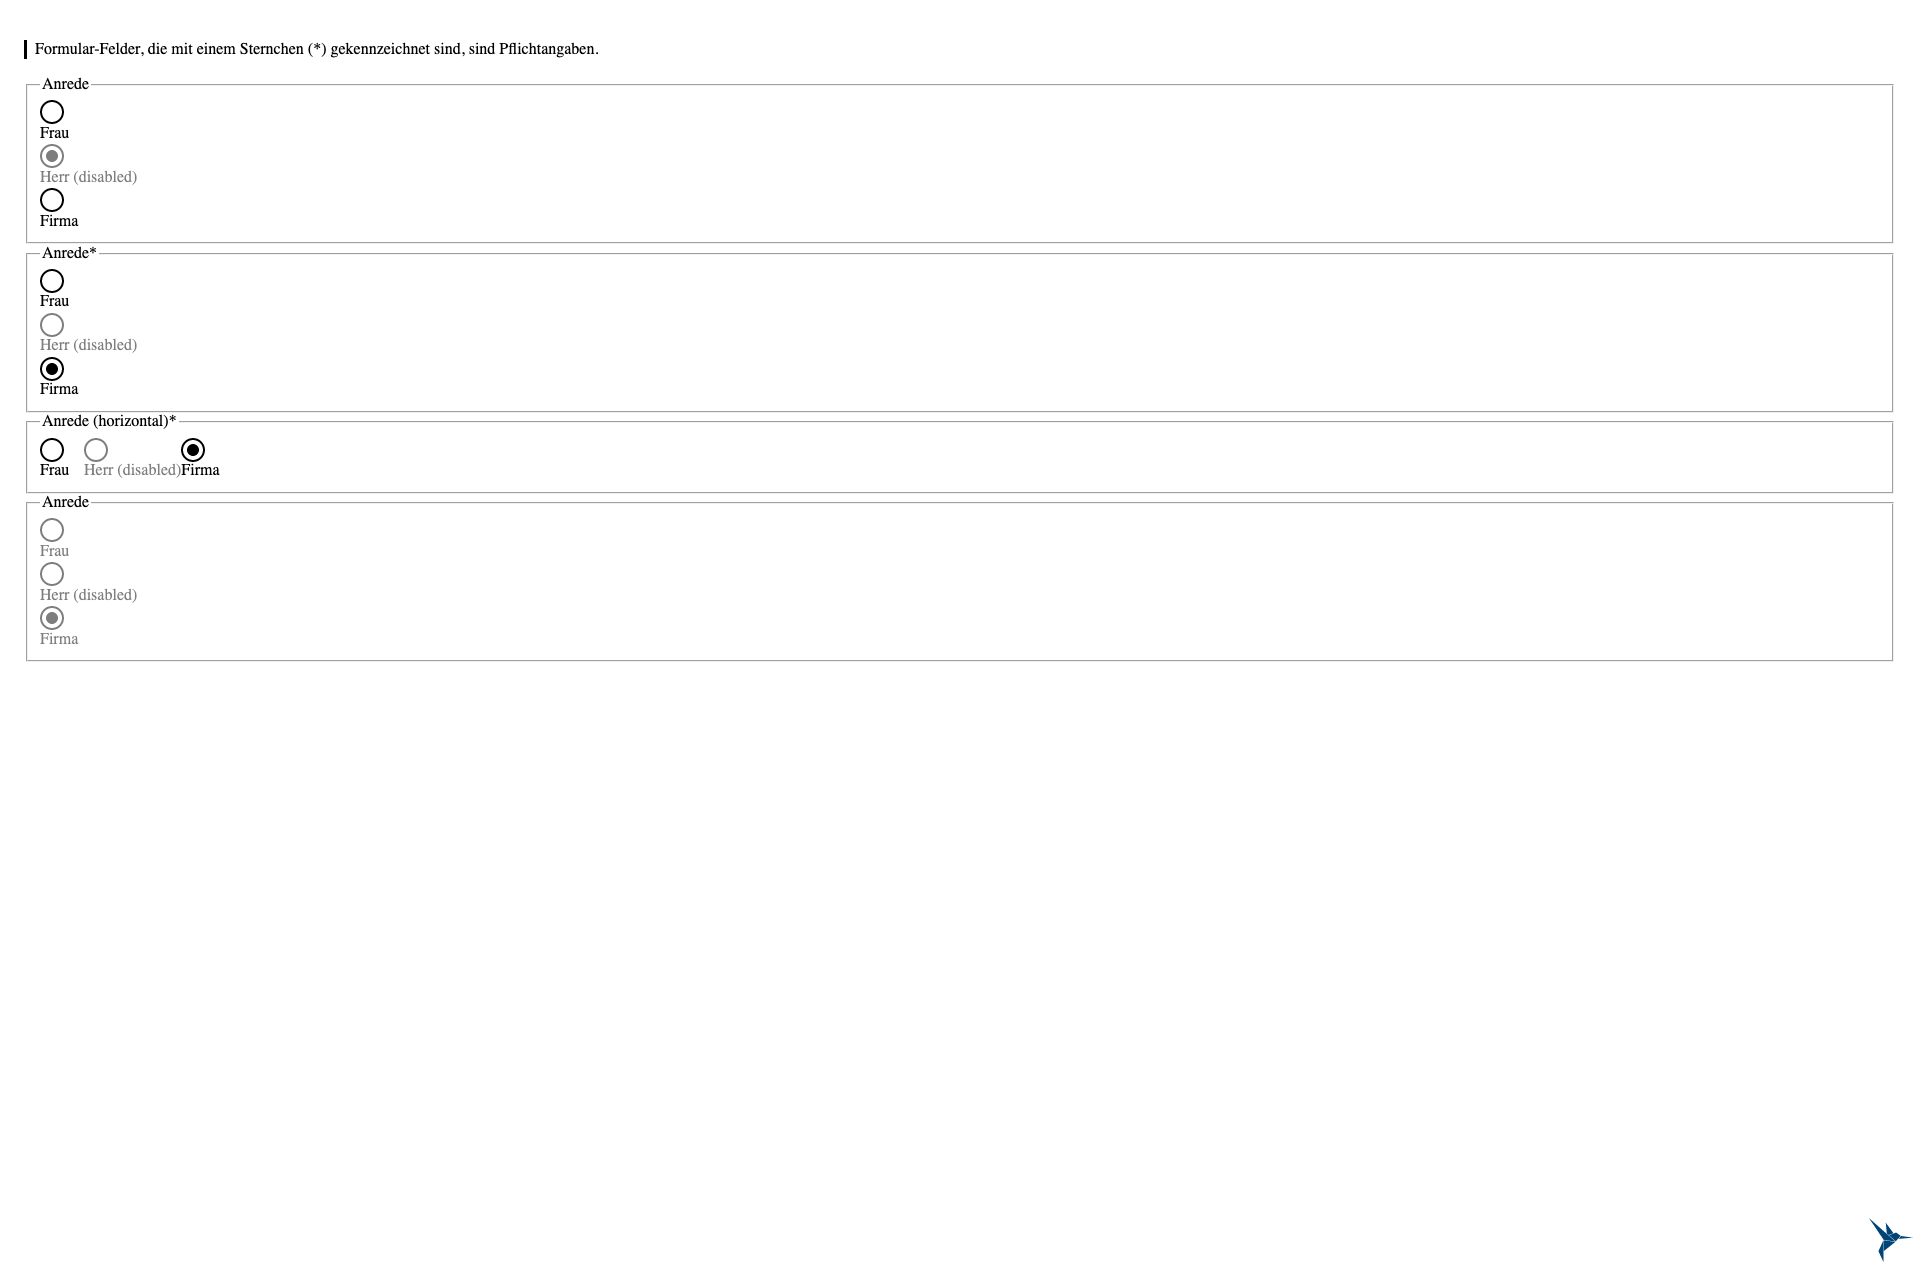 Formular-Felder, die mit einem Sternchen (*) gekennzeichnet sind, sind Pflichtangaben.
Anrede
Frau
Herr (disabled)
Firma
Anrede*
Frau
Herr (disabled)
Firma
Anrede (horizontal)*
Frau Herr (disabled) Firma
Anrede
Frau
Herr (disabled)
Firma